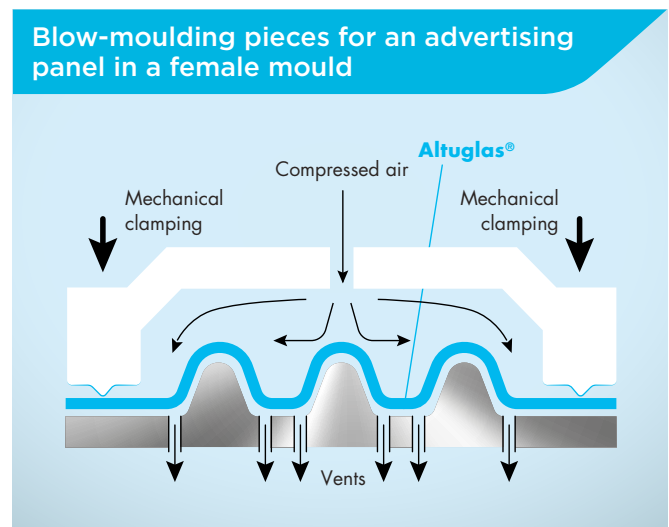 Blow-moulding pieces for an advertising
panel in a female mould
Altuglas®
Compressed air
Mechanical
clamping
Mechanical
clamping
Vents